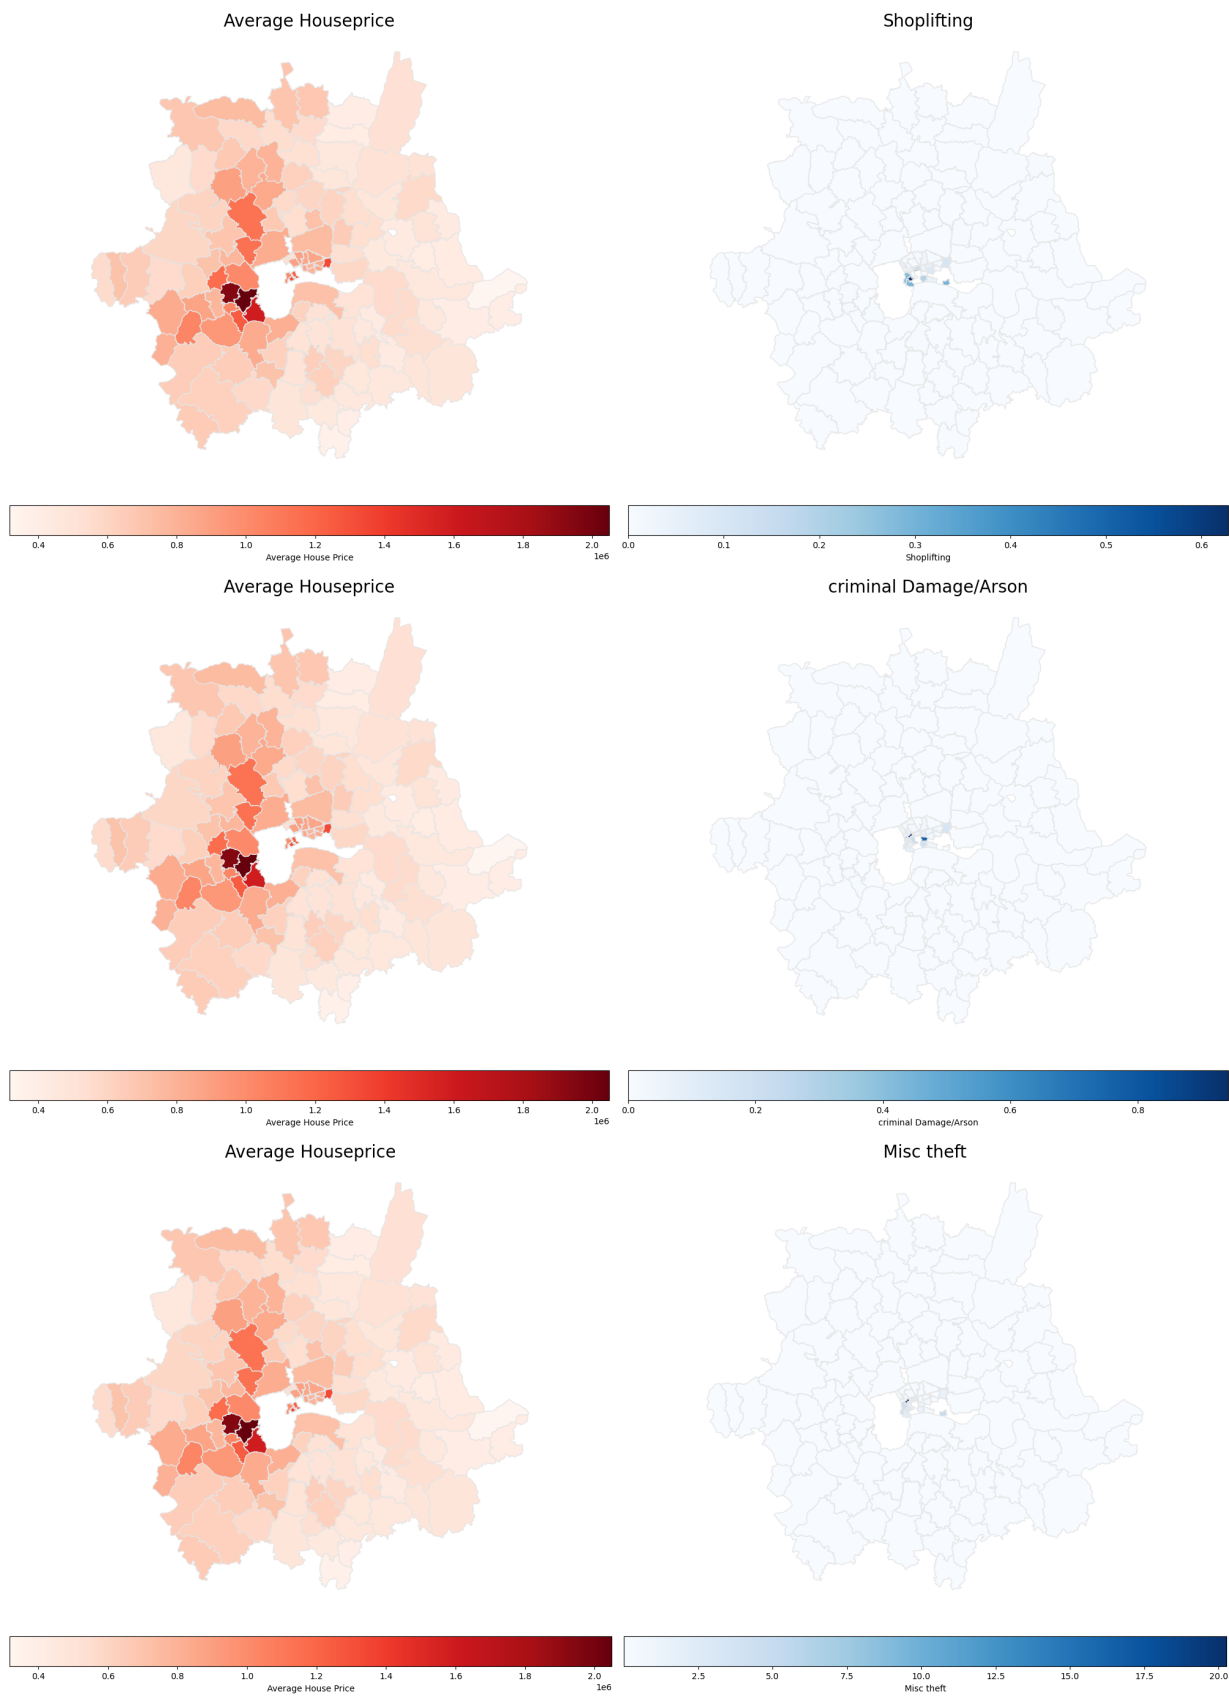 Average Houseprice
Shoplifting
0.4 0.6 0.8 1.0 1.2 1.4 1.6 1.8 2.0
Average House Price
1e6
0.0 0.1 0.2 0.3 0.4 0.5 0.6
Shoplifting
Average Houseprice
criminal Damage/Arson
0.4 0.6 0.8 1.0 1.2 1.4 1.6 1.8 2.0
Average House Price
1e6
0.0 0.2 0.4 0.6 0.8
criminal Damage/Arson
Average Houseprice
Misc theft
0.4 0.6 0.8 1.0 1.2 1.4 1.6 1.8 2.0
Average House Price
1e6
2.5 5.0 7.5 10.0 12.5 15.0 17.5 20.0
Misc theft